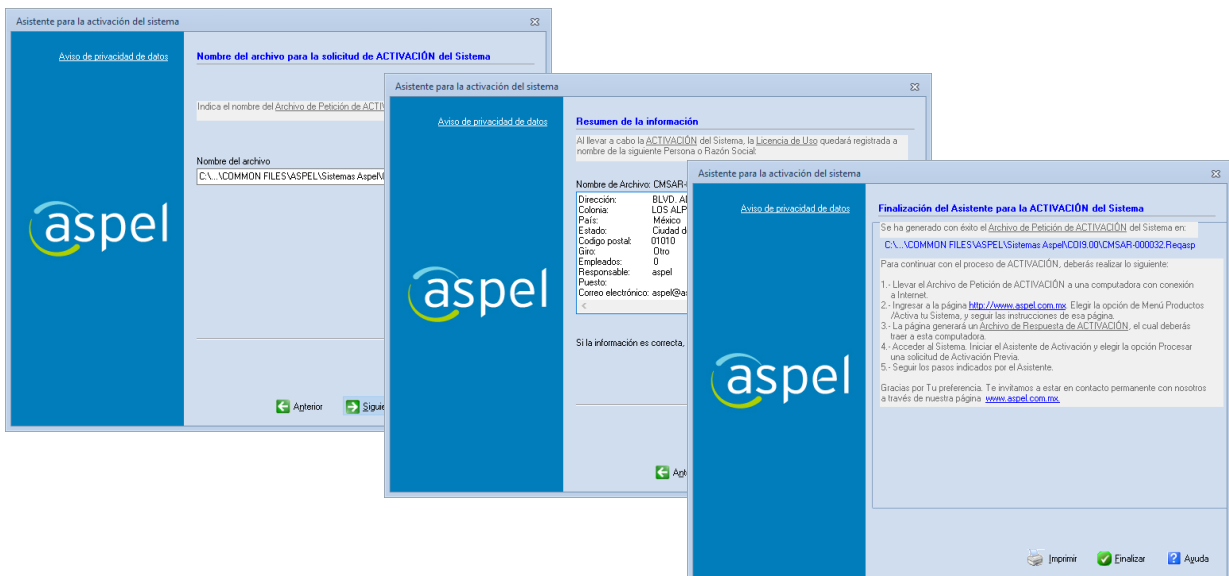 Asistente para la activación del sistema
Aviso de privacidad de datos
Nombre del archivo para la solicitud de ACTIVACIÓN del Sistema
Indica el nombre del Archivo de Petición de
Nombre del archivo
C:\...\COMMON FILES\ASPEL\Sistemas Aspel\
aspel
Anterior
Asistente para la activación del sistema
Aviso de privacidad de datos
Resumen de la información
Al llevar a cabo la ACTIVACIÓN del Sistema, la Licencia de Uso quedará registrada a
nombre de la siguiente Persona o Razón Social:
Nombre de Archivo: CMSAR-
Dirección: BLVD.
Colonia: LOS
País: México
Estado: Ciudad
Codigo postal: 01010
Giro: Otro
Empleados: 0
Responsable: aspel
Puesto:
Correo electrónico:
Si la información es correcta,
aspel
Asistente para la activación del sistema
Aviso de privacidad de datos
Finalización del Asistente para la ACTIVACIÓN del Sistema
Se ha generado con éxito el Archivo de Petición de ACTIVACIÓN del Sistema en:
C:\...\COMMON FILES\ASPEL\Sistemas Aspel\COI9.00\CMSAR-000032.Reqasp
Para continuar con el proceso de ACTIVACIÓN, deberás realizar lo siguiente:
1.- Llevar el Archivo de Petición de ACTIVACIÓN a una computadora con conexión
a Internet.
2.- Ingresar a la página http://www.aspel.com.mx. Elegir la opción de Menú Productos
/Activa tu Sistema, y seguir las instrucciones de esa página.
3.- La página generará un Archivo de Respuesta de ACTIVACIÓN, el cual deberás
traer a esta computadora.
4.- Acceder al Sistema. Iniciar el Asistente de Activación y elegir la opción Procesar
una solicitud de Activación Previa.
5.- Seguir los pasos indicados por el Asistente.
Gracias por Tu preferencia. Te invitamos a estar en contacto permanente con nosotros
a través de nuestra página. www.aspel.com.mx.
aspel
Imprimir
Finalizar
Ayuda